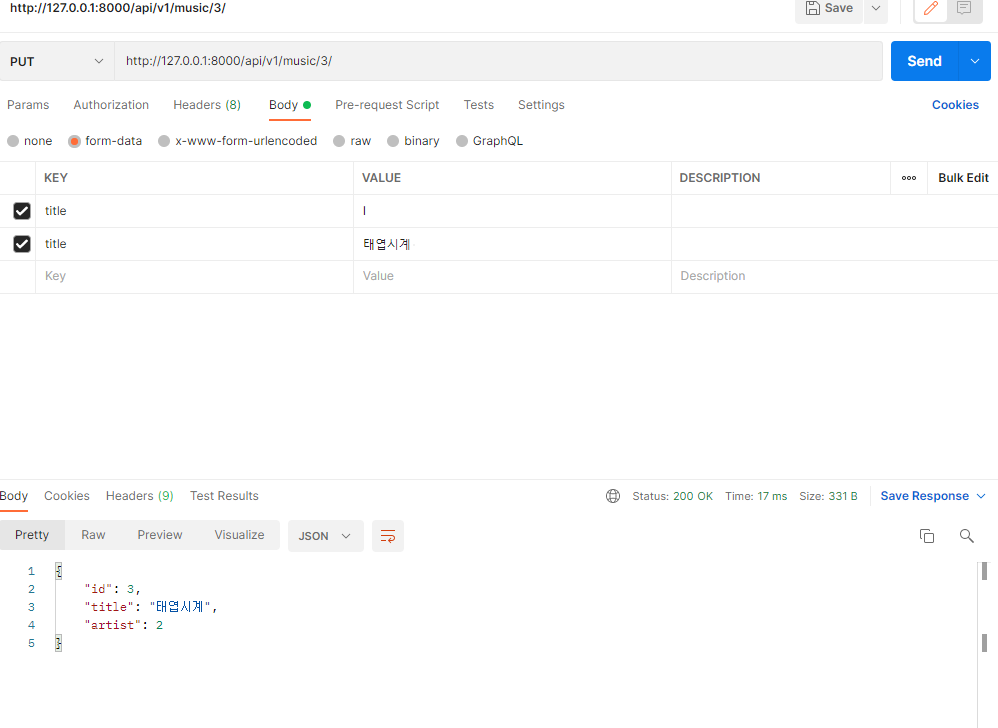 http://127.0.0.1:8000/api/v1/music/3/
Save
PUT
http://127.0.0.1:8000/api/v1/music/3/
Send
Params Authorization Headers (8) Body Pre-request Script Tests Settings Cookies
none form-data x-www-form-urlencoded raw binary GraphQL
KEY VALUE DESCRIPTION ooo Bulk Edit
title I
title 태엽시계
Key Value Description
Body Cookies Headers (9) Test Results Status: 200 OK Time: 17 ms Size: 331 B Save Response
Pretty Raw Preview Visualize JSON
1 {
2 "id": 3,
3 "title": "태엽시계",
4 "artist": 2
5 }